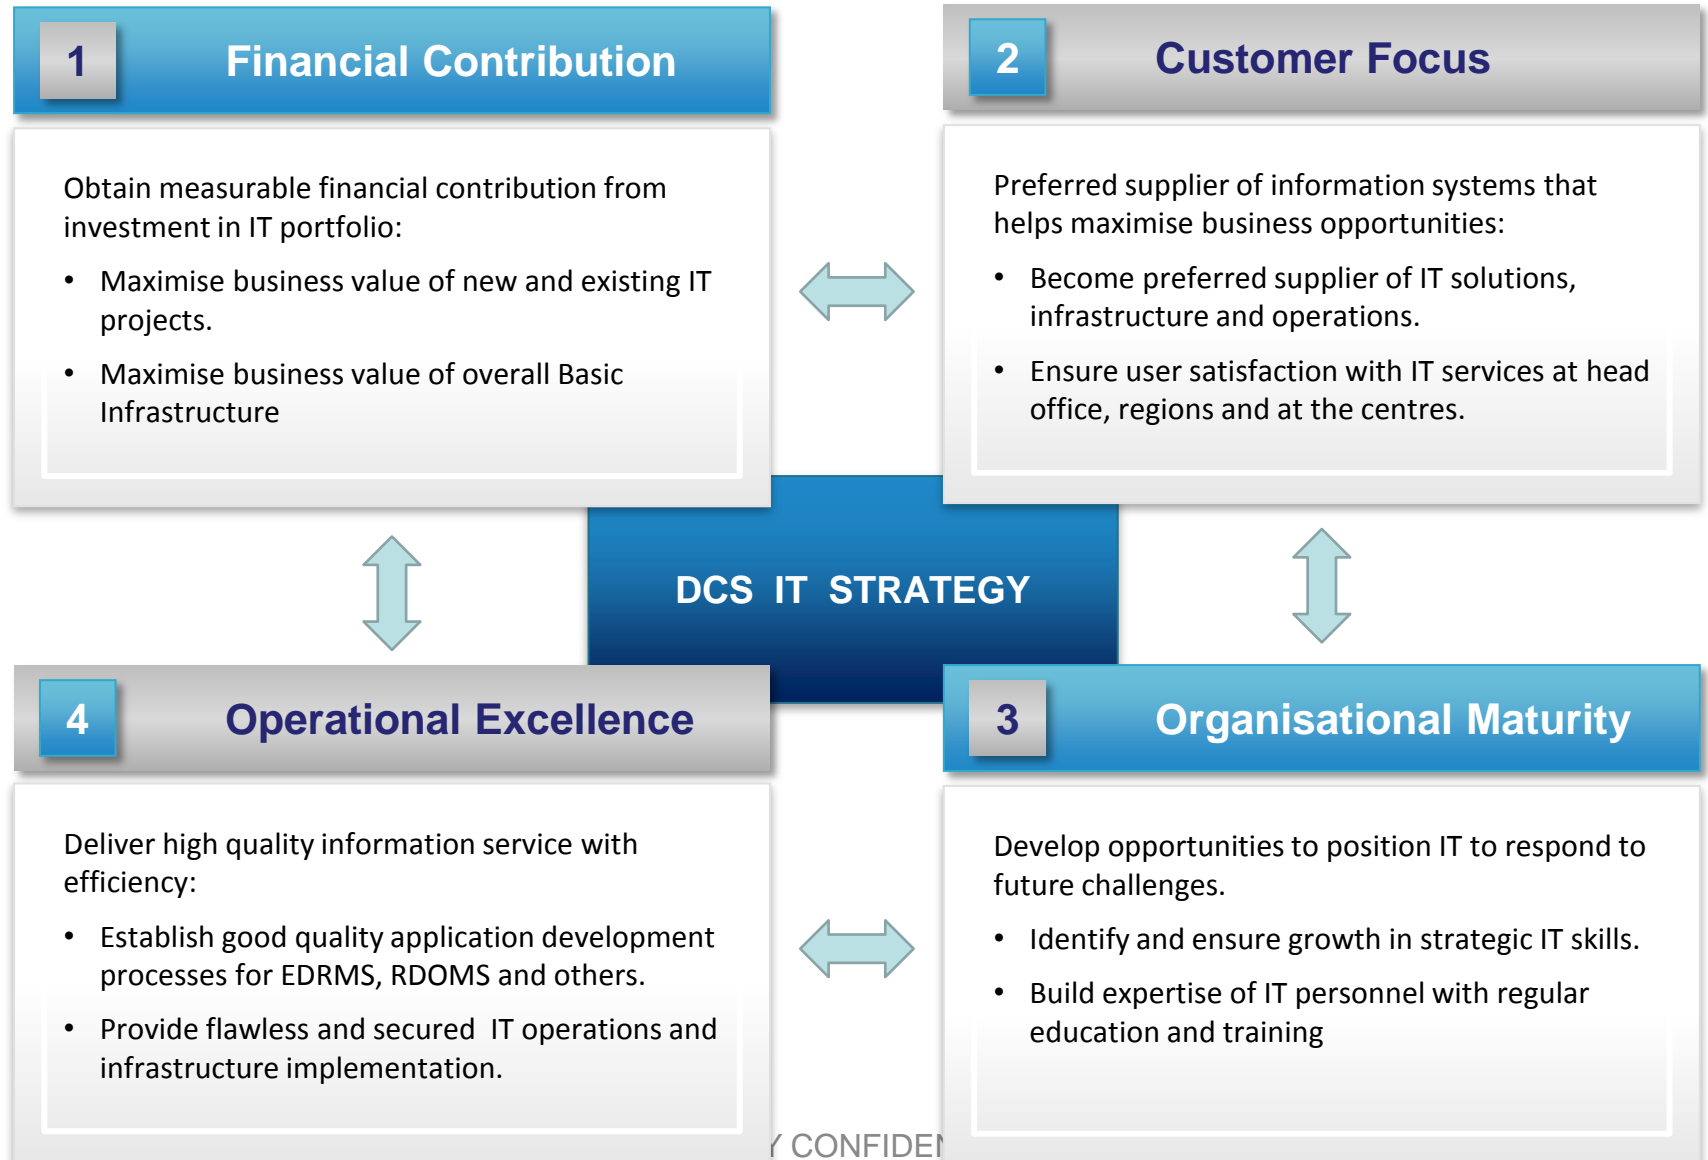 1
Financial Contribution
Obtain measurable financial contribution from
investment in IT portfolio:
• Maximise business value of new and existing IT
projects.
• Maximise business value of overall Basic
Infrastructure
2
Customer Focus
Preferred supplier of information systems that
helps maximise business opportunities:
• Become preferred supplier of IT solutions,
infrastructure and operations.
• Ensure user satisfaction with IT services at head
office, regions and at the centres.
DCS IT STRATEGY
4
Operational Excellence
Deliver high quality information service with
efficiency:
• Establish good quality application development
processes for EDRMS, RDOMS and others.
• Provide flawless and secured IT operations and
infrastructure implementation.
3
Organisational Maturity
Develop opportunities to position IT to respond to
future challenges.
• Identify and ensure growth in strategic IT skills.
• Build expertise of IT personnel with regular
education and training